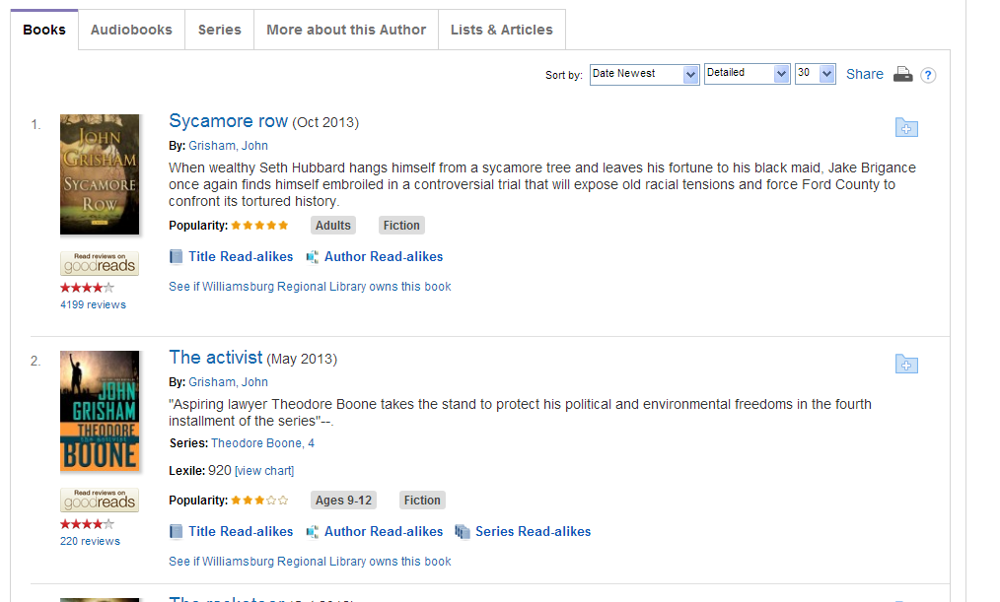 Books Audiobooks Series More about this Author Lists & Articles
Sort by: Date Newest Detailed 30 Share ?
1. Sycamore row (Oct 2013)
JOHN
GRISHAM
SYCAMORE
ROW
By: Grisham, John
When wealthy Seth Hubbard hangs himself from a sycamore tree and leaves his fortune to his black maid, Jake Brigance
once again finds himself embroiled in a controversial trial that will expose old racial tensions and force Ford County to
confront its tortured history.
Popularity: Adults Fiction
Title Read-alikes Author Read-alikes
Read reviews on
goodreads
See if Williamsburg Regional Library owns this book
4199 reviews
2. The activist (May 2013)
JOHN
GRISHAM
THEODORE
the activist
BOONE
By: Grisham, John
"Aspiring lawyer Theodore Boone takes the stand to protect his political and environmental freedoms in the fourth
installment of the series"--.
Series: Theodore Boone, 4
Lexile: 920 [view chart]
Read reviews on
goodreads
Popularity: Ages 9-12 Fiction
220 reviews
Title Read-alikes Author Read-alikes Series Read-alikes
See if Williamsburg Regional Library owns this book